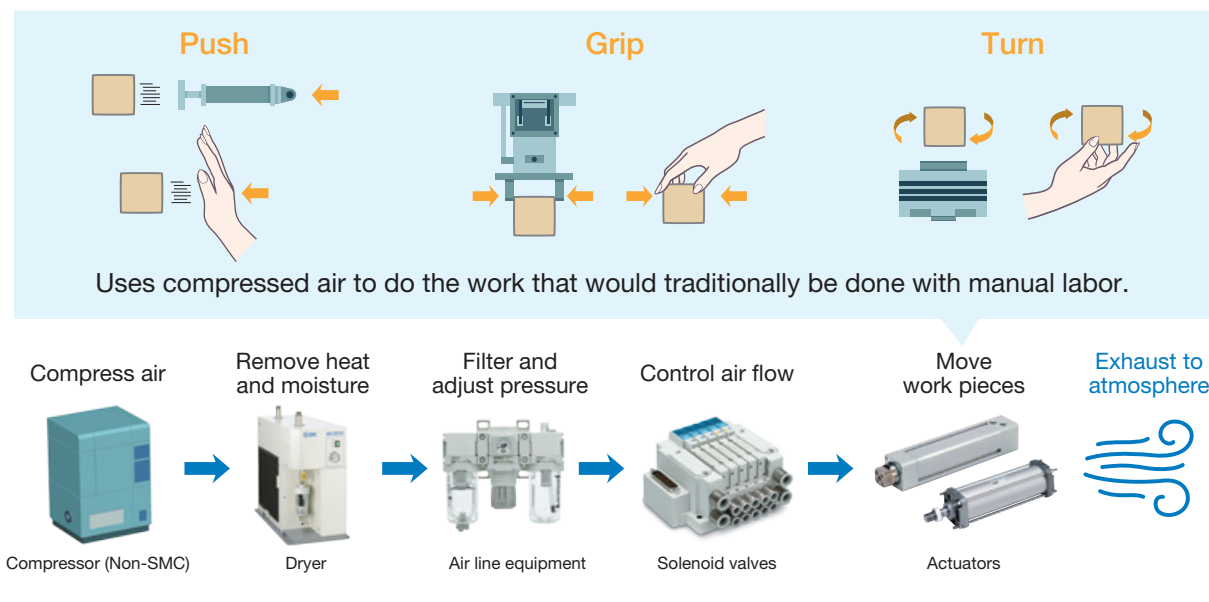 Push
Grip
Turn
Uses compressed air to do the work that would traditionally be done with manual labor.
Compress air
Remove heat
and moisture
Filter and
adjust pressure
Control air flow
Move
work pieces
Exhaust to
atmosphere
Compressor (Non-SMC)
Dryer
Air line equipment
Solenoid valves
Actuators